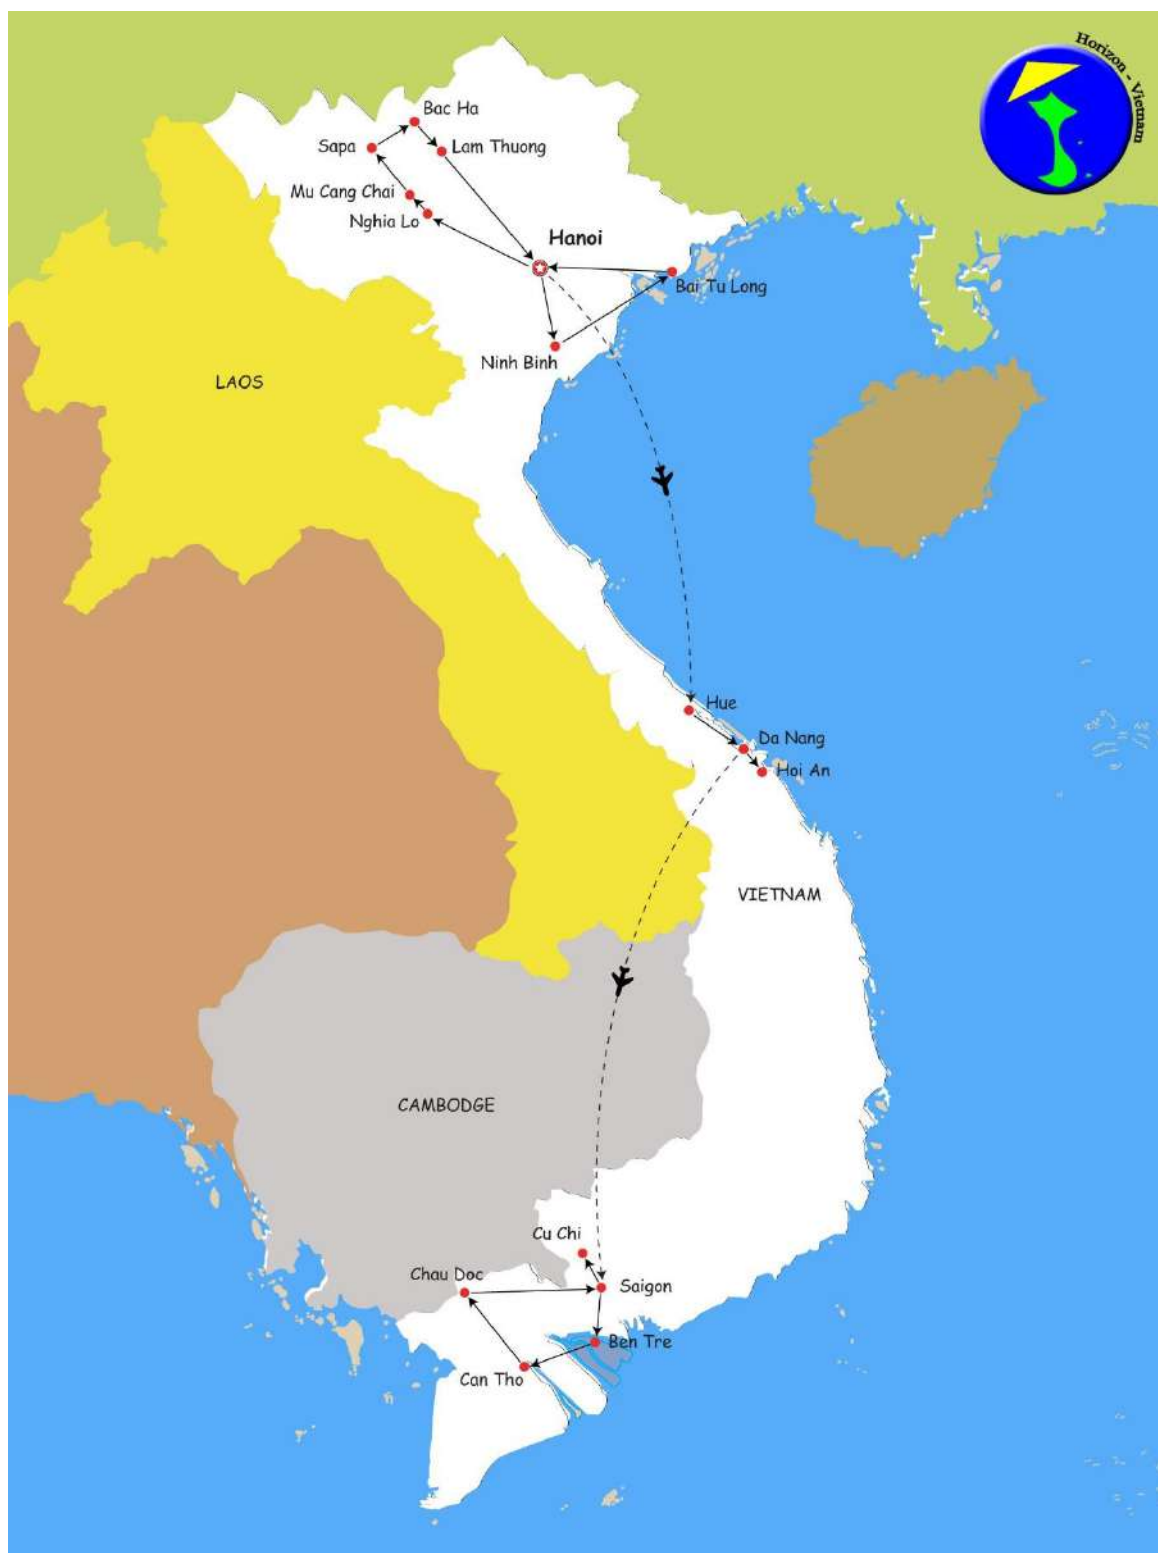 Horizon - Vietnam
Bac Ha
Sapa
Lam Thuong
Mu Cang Chai
Nghia Lo
Hanoi
Bai Tu Long
Ninh Binh
LAOS
Hue
Da Nang
Hoi An
VIETNAM
CAMBODGE
Cu Chi
Chau Doc
Saigon
Ben Tre
Can Tho